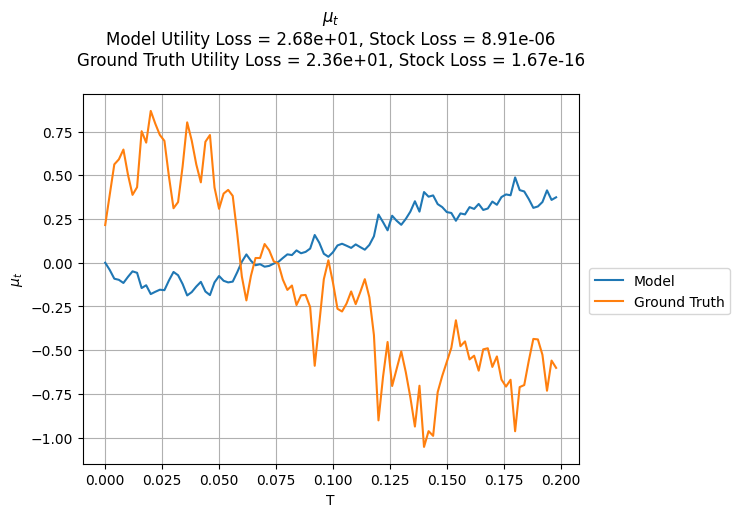 μt
Model Utility Loss = 2.68e+01, Stock Loss = 8.91e-06
Ground Truth Utility Loss = 2.36e+01, Stock Loss = 1.67e-16
0.75
0.50
0.25
0.00
−0.25
−0.50
−0.75
−1.00
μt
0.000 0.025 0.050 0.075 0.100 0.125 0.150 0.175 0.200
T
Model
Ground Truth